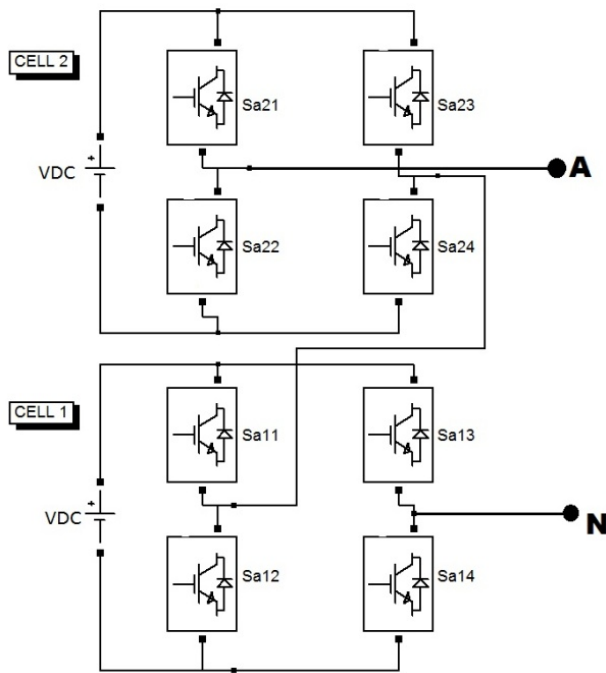 CELL 2
Sa21
Sa23
VDC
+
A
Sa22
Sa24
CELL 1
Sa11
Sa13
VDC
+
N
Sa12
Sa14